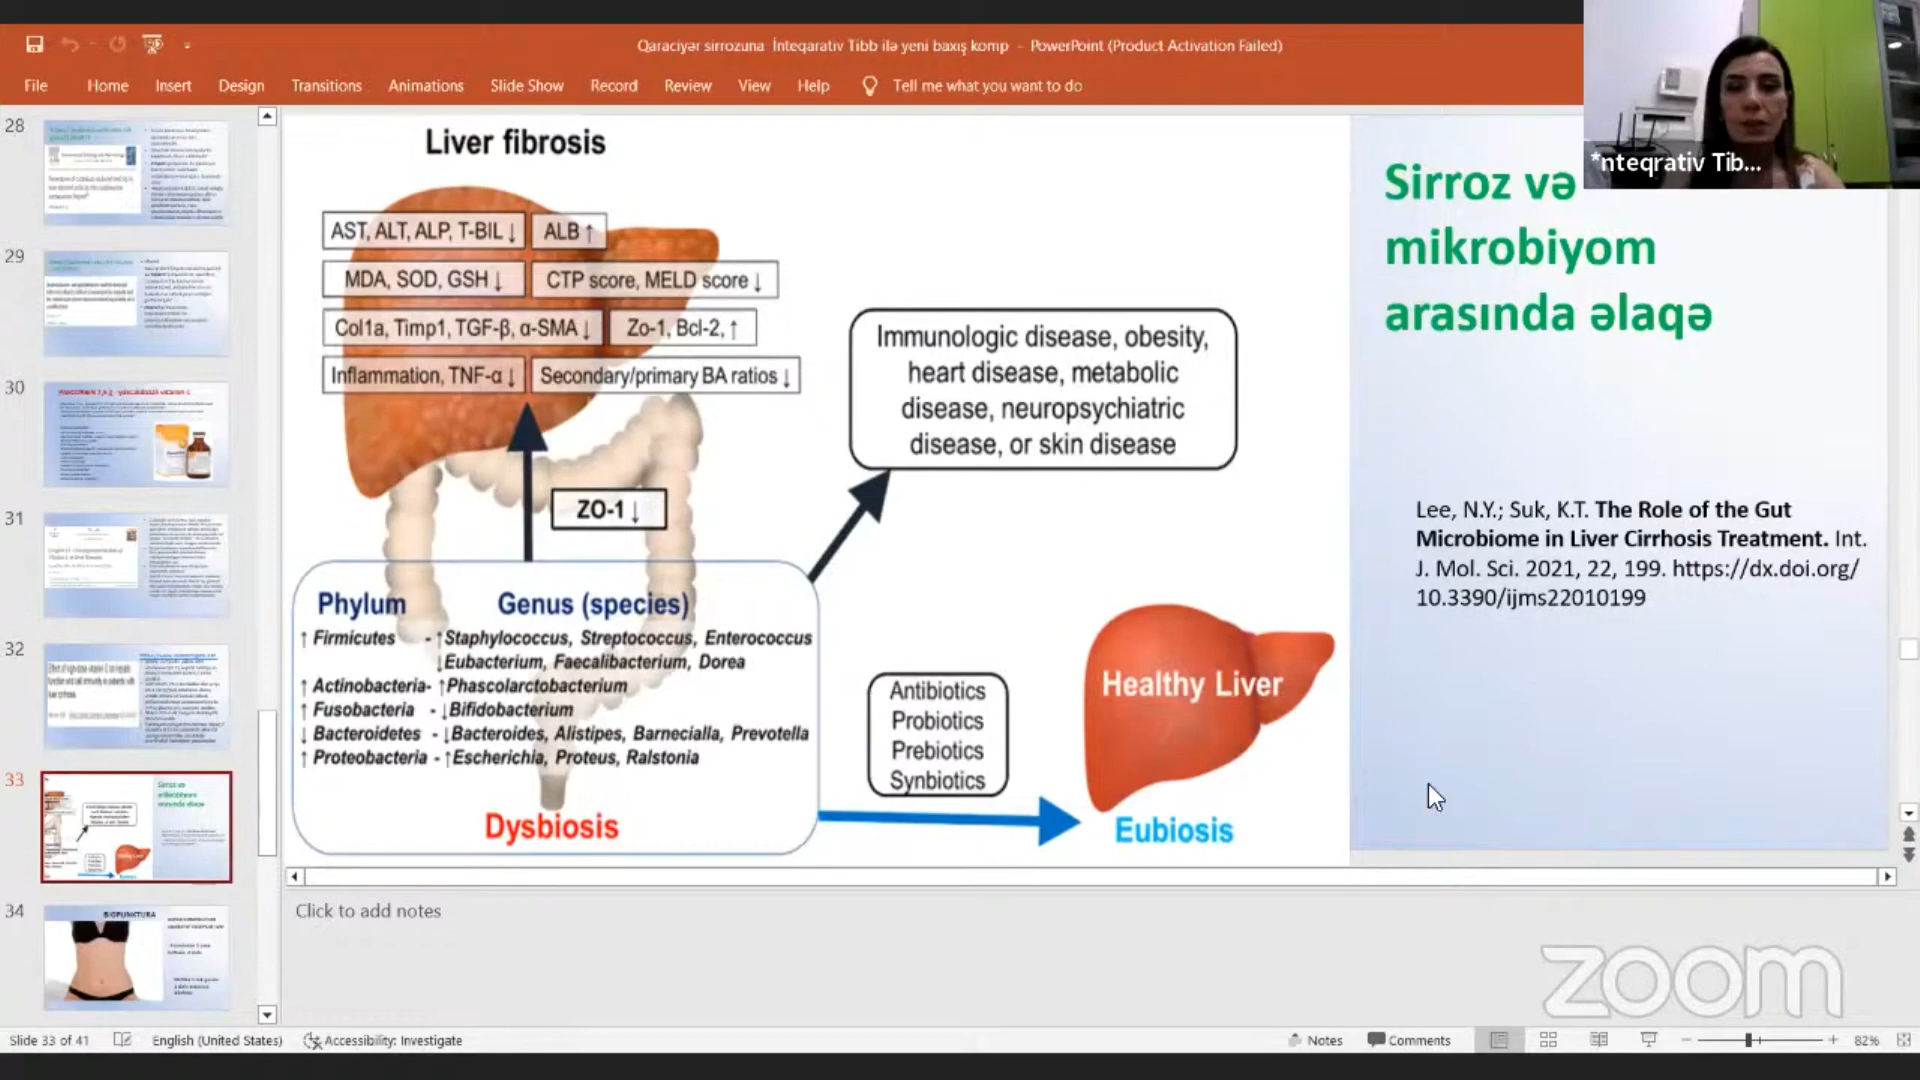 Qaraciyər sirrozuna İnteqarativ Tibb ilə yeni baxış komp - PowerPoint (Product Activation Failed)
File Home Insert Design Transitions Animations Slide Show Record Review View Help Tell me what you want to do
*nteqrativ Tib...
28
29
30
31
32
33
34
BIOPUNKTURA
Liver fibrosis
AST, ALT, ALP, T-BIL ↓ ALB ↑
MDA, SOD, GSH ↓ CTP score, MELD score ↓
Col1a, Timp1, TGF-β, α-SMA ↓ Zo-1, Bcl-2, ↑
Inflammation, TNF-α ↓ Secondary/primary BA ratios ↓
ZO-1 ↓
Immunologic disease, obesity,
heart disease, metabolic
disease, neuropsychiatric
disease, or skin disease
Phylum Genus (species)
↑ Firmicutes - ↑Staphylococcus, Streptococcus, Enterococcus
↓Eubacterium, Faecalibacterium, Dorea
↑ Actinobacteria- ↑Phascolarctobacterium
↑ Fusobacteria - ↓Bifidobacterium
↓ Bacteroidetes - ↓Bacteroides, Alistipes, Barnecialla, Prevotella
↑ Proteobacteria - ↑Escherichia, Proteus, Ralstonia
Dysbiosis
Antibiotics
Probiotics
Prebiotics
Synbiotics
Healthy Liver
Eubiosis
Sirroz və
mikrobiyom
arasında əlaqə
Lee, N.Y.; Suk, K.T. The Role of the Gut
Microbiome in Liver Cirrhosis Treatment. Int.
J. Mol. Sci. 2021, 22, 199. https://dx.doi.org/
10.3390/ijms22010199
Click to add notes
zoom
Slide 33 of 41 English (United States) Accessibility: Investigate Notes Comments 82%